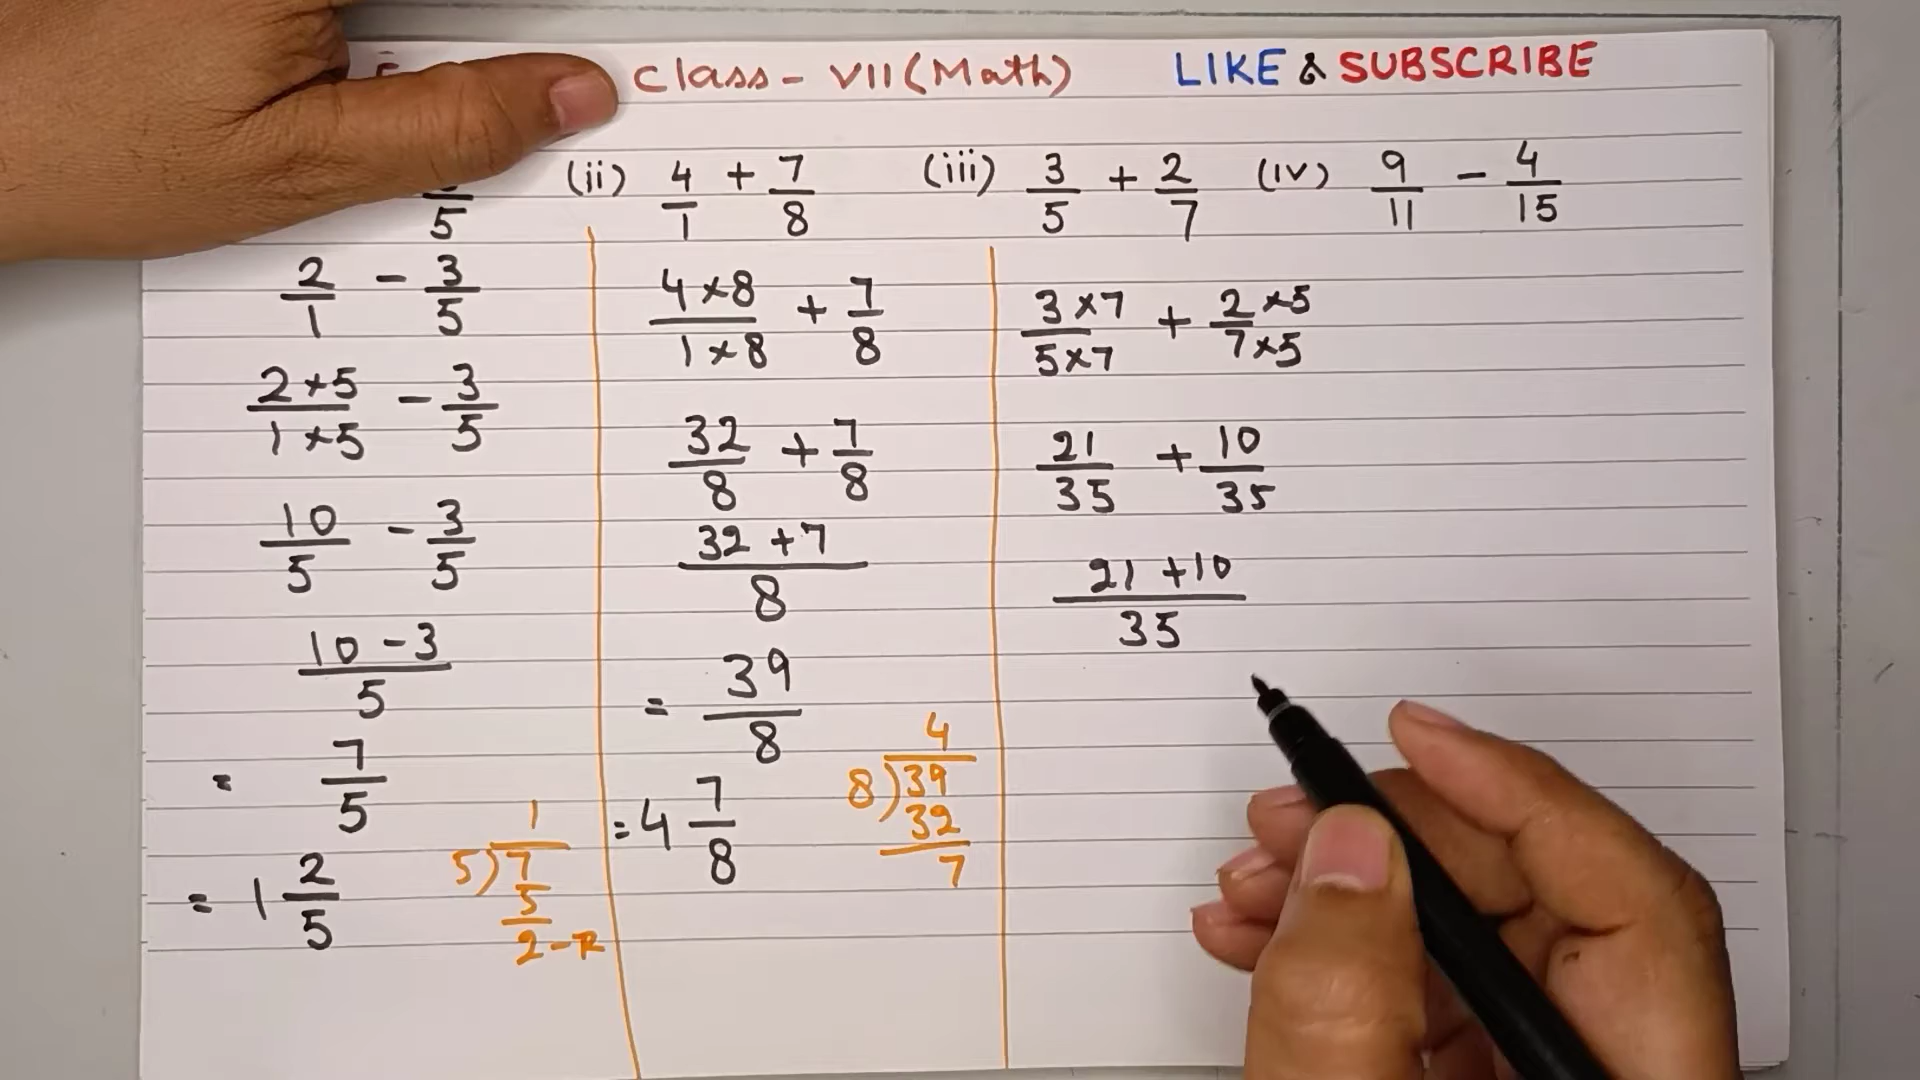 Class - VII (Math) LIKE & SUBSCRIBE
5 (ii) 4/1 + 7/8 (iii) 3/5 + 2/7 (iv) 9/11 - 4/15
2/1 - 3/5
2×5/1×5 - 3/5
10/5 - 3/5
10 - 3/5
= 7/5
= 1 2/5
1
5)7
5
2 - R
4×8/1×8 + 7/8
32/8 + 7/8
32 + 7/8
= 39/8
= 4 7/8
4
8)39
32
7
3×7/5×7 + 2×5/7×5
21/35 + 10/35
21 + 10/35